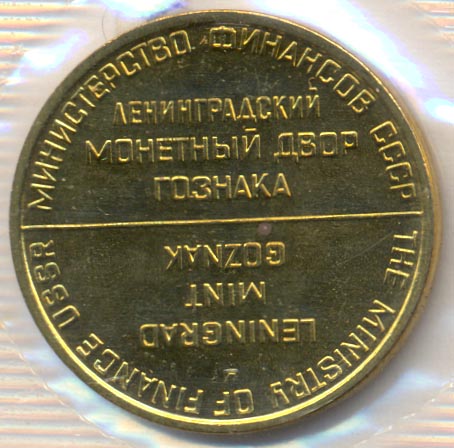 МИНИСТЕРСТВО ФИНАНСОВ СССР
ЛЕНИНГРАДСКИЙ
МОНЕТНЫЙ ДВОР
ГОЗНАКА
THE MINISTRY OF FINANCE USSR
LENINGRAD
MINT
GOZNAK